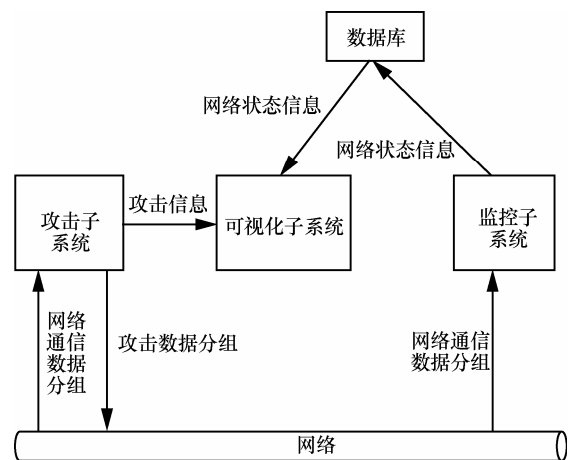 数据库
网络状态信息
网络状态信息
攻击子
系统
攻击信息
可视化子系统
监控子
系统
网络
通信
数据
分组
攻击数据分组
网络通信
数据分组
网络